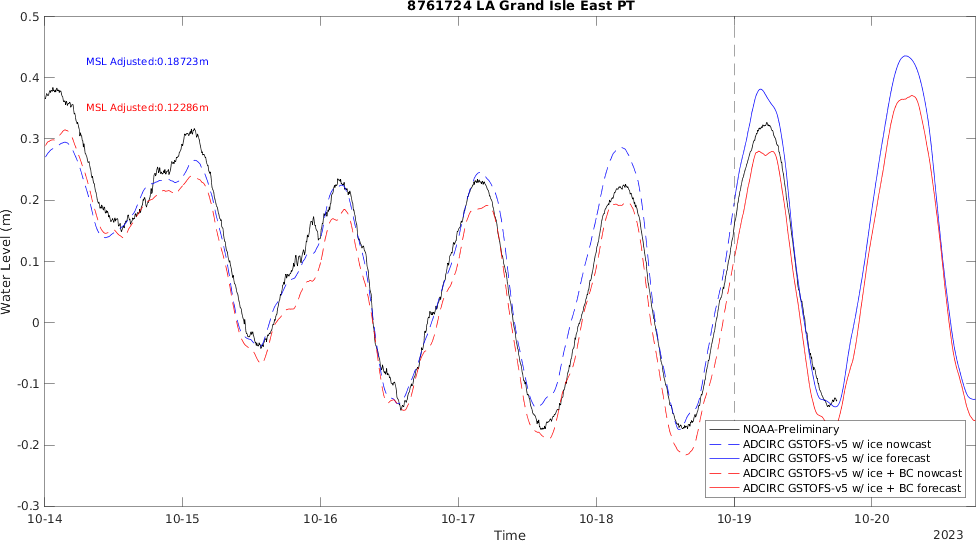 8761724 LA Grand Isle East PT
0.5
0.4
0.3
0.2
0.1
0
-0.1
-0.2
-0.3
Water Level (m)
MSL Adjusted:0.18723m
MSL Adjusted:0.12286m
NOAA-Preliminary
ADCIRC GSTOFS-v5 w/ ice nowcast
ADCIRC GSTOFS-v5 w/ ice forecast
ADCIRC GSTOFS-v5 w/ ice + BC nowcast
ADCIRC GSTOFS-v5 w/ ice + BC forecast
10-14 10-15 10-16 10-17 10-18 10-19 10-20
Time
2023